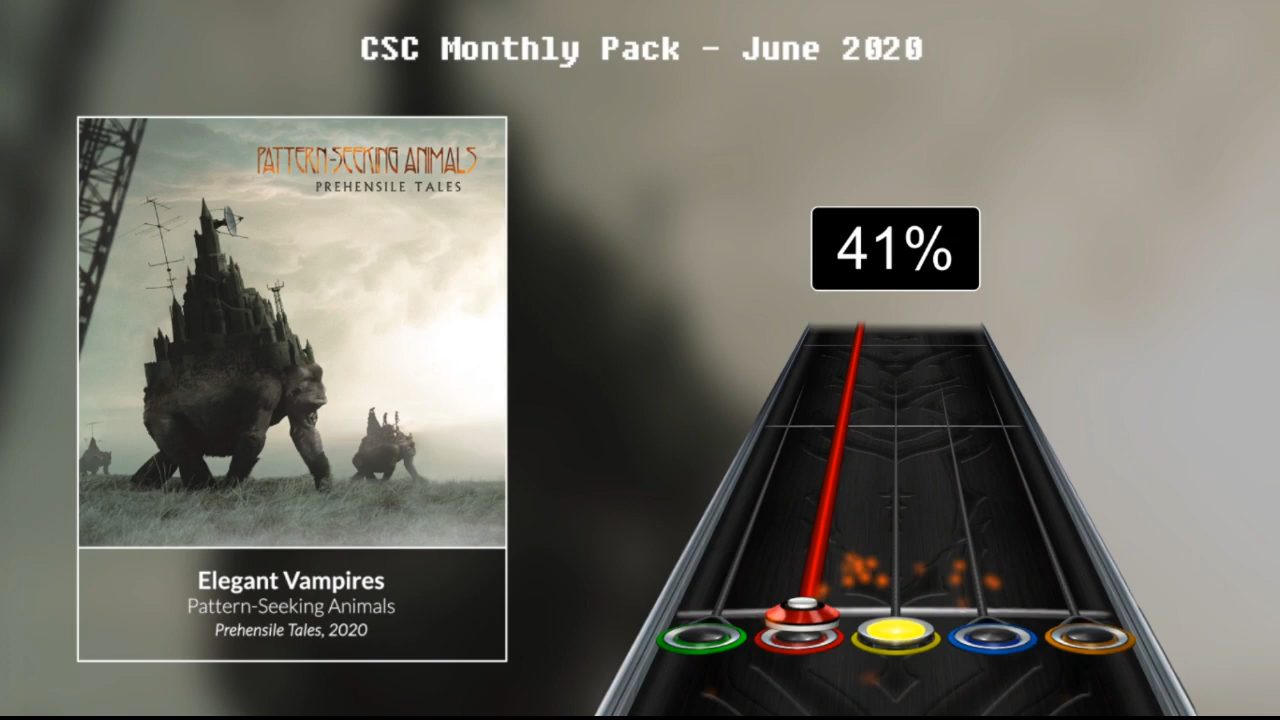 CSC Monthly Pack - June 2020
PATTERN-SEEKING ANIMALS
PREHENSILE TALES
41%
Elegant Vampires
Pattern-Seeking Animals
Prehensile Tales, 2020